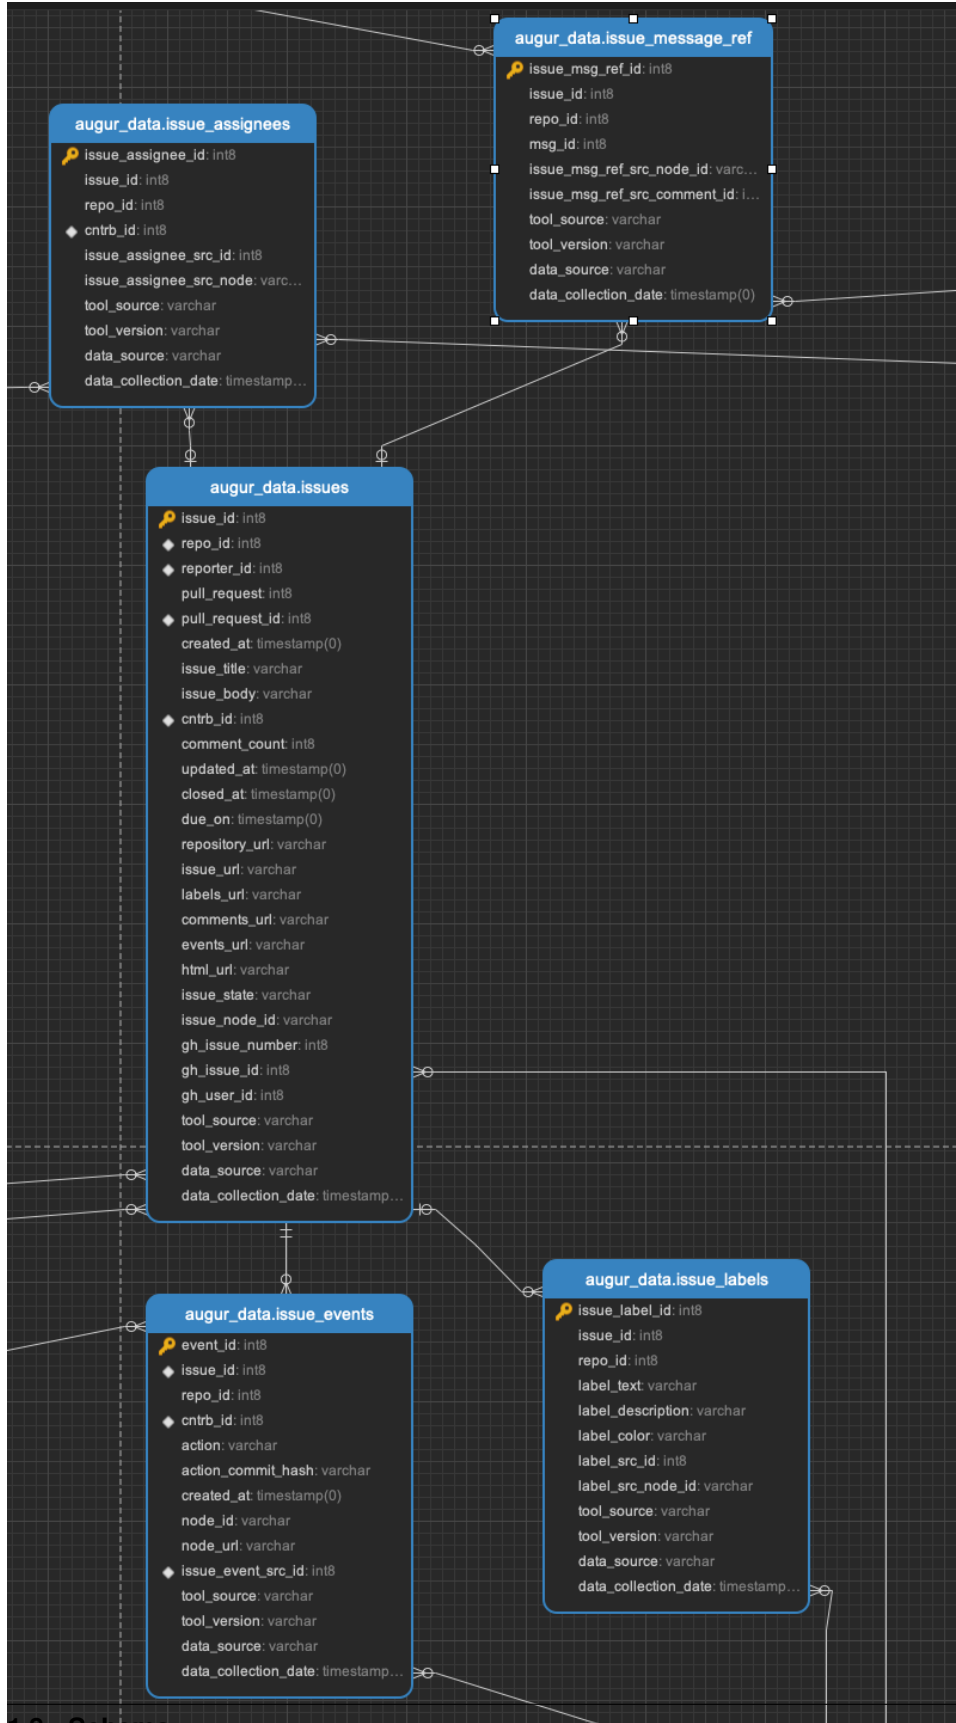 augur_data.issue_message_ref
issue_msg_ref_id: int8
issue_id: int8
repo_id: int8
msg_id: int8
issue_msg_ref_src_node_id: varc...
issue_msg_ref_src_comment_id: i...
tool_source: varchar
tool_version: varchar
data_source: varchar
data_collection_date: timestamp(0)
augur_data.issue_assignees
issue_assignee_id: int8
issue_id: int8
repo_id: int8
cntrb_id: int8
issue_assignee_src_id: int8
issue_assignee_src_node: varc...
tool_source: varchar
tool_version: varchar
data_source: varchar
data_collection_date: timestamp...
augur_data.issues
issue_id: int8
repo_id: int8
reporter_id: int8
pull_request: int8
pull_request_id: int8
created_at: timestamp(0)
issue_title: varchar
issue_body: varchar
cntrb_id: int8
comment_count: int8
updated_at: timestamp(0)
closed_at: timestamp(0)
due_on: timestamp(0)
repository_url: varchar
issue_url: varchar
labels_url: varchar
comments_url: varchar
events_url: varchar
html_url: varchar
issue_state: varchar
issue_node_id: varchar
gh_issue_number: int8
gh_issue_id: int8
gh_user_id: int8
tool_source: varchar
tool_version: varchar
data_source: varchar
data_collection_date: timestamp...
augur_data.issue_labels
issue_label_id: int8
issue_id: int8
repo_id: int8
label_text: varchar
label_description: varchar
label_color: varchar
label_src_id: int8
label_src_node_id: varchar
tool_source: varchar
tool_version: varchar
data_source: varchar
data_collection_date: timestamp...
augur_data.issue_events
event_id: int8
issue_id: int8
repo_id: int8
cntrb_id: int8
action: varchar
action_commit_hash: varchar
created_at: timestamp(0)
node_id: varchar
node_url: varchar
issue_event_src_id: int8
tool_source: varchar
tool_version: varchar
data_source: varchar
data_collection_date: timestamp...